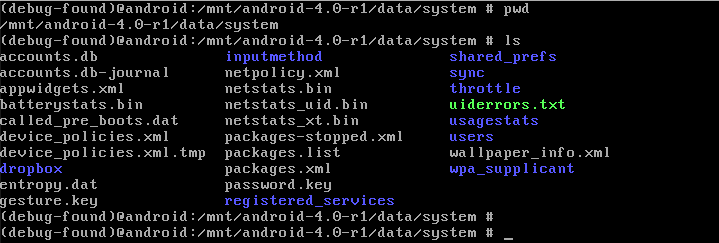 (debug-found)@android:/mnt/android-4.0-r1/data/system # pwd
/mnt/android-4.0-r1/data/system
(debug-found)@android:/mnt/android-4.0-r1/data/system # ls
accounts.db inputmethod shared_prefs
accounts.db-journal netpolicy.xml sync
appwidgets.xml netstats.bin throttle
batterystats.bin netstats_uid.bin uiderrors.txt
called_pre_boots.dat netstats_xt.bin usagestats
device_policies.xml packages-stopped.xml users
device_policies.xml.tmp packages.list wallpaper_info.xml
dropbox packages.xml wpa_supplicant
entropy.dat password.key
gesture.key registered_services
(debug-found)@android:/mnt/android-4.0-r1/data/system #
(debug-found)@android:/mnt/android-4.0-r1/data/system # _